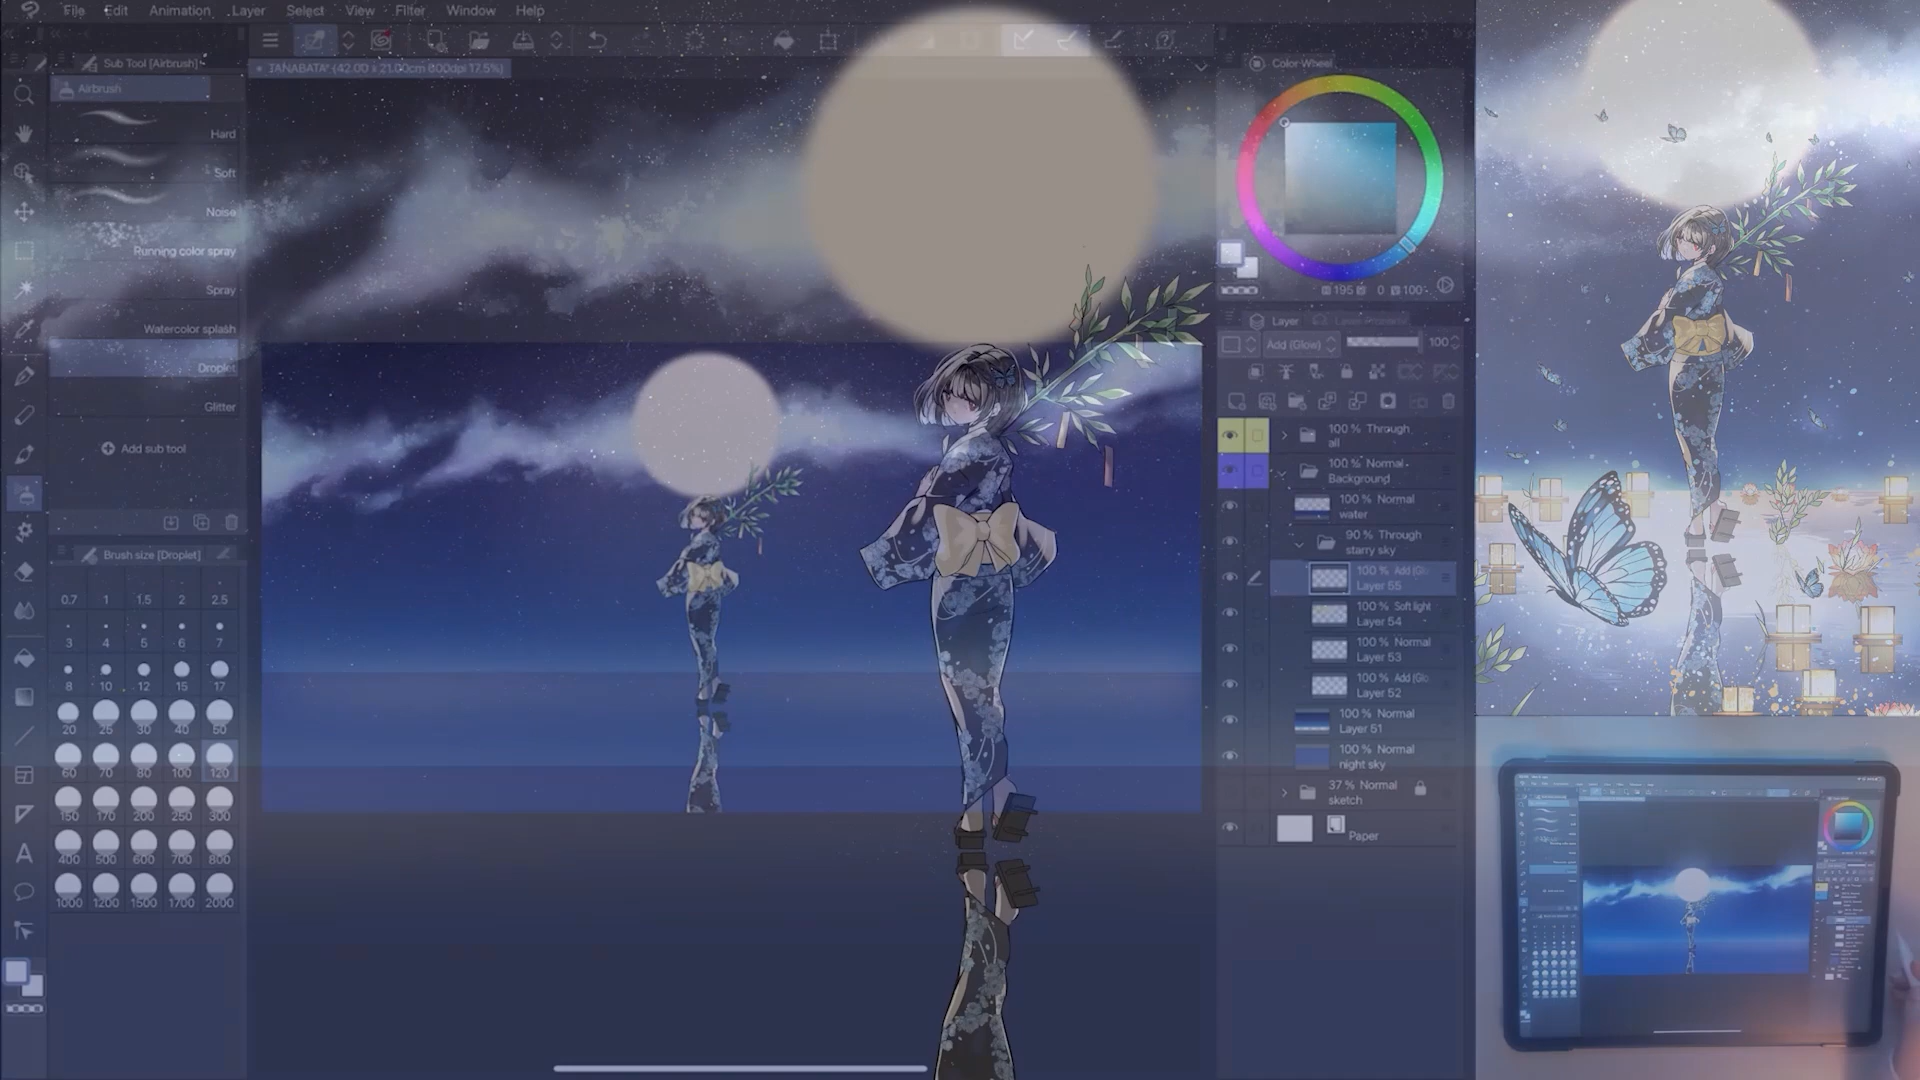 File Edit Animation Layer Select View Filter Window Help
Sub Tool [Airbrush]
TANABATA* (42.00 x 21.00cm 600dpi 17.5%)
Airbrush
Hard
Soft
Noise
Running color spray
Spray
Watercolor splash
Droplet
Glitter
Add sub tool
Brush size [Droplet]
0.7 1 1.5 2 2.5
3 4 5 6 7
8 10 12 15 17
20 25 30 40 50
60 70 80 100 120
150 170 200 250 300
400 500 600 700 800
1000 1200 1500 1700 2000
Color Wheel
195 0 100
Layer
Add (Glow) 100
100 % Through
all
100 % Normal
Background
100 % Normal
water
90 % Through
starry sky
100 % Add (Glo
Layer 55
100 % Soft light
Layer 54
100 % Normal
Layer 53
100 % Add (Glo
Layer 52
100 % Normal
Layer 51
100 % Normal
night sky
37 % Normal
sketch
Paper